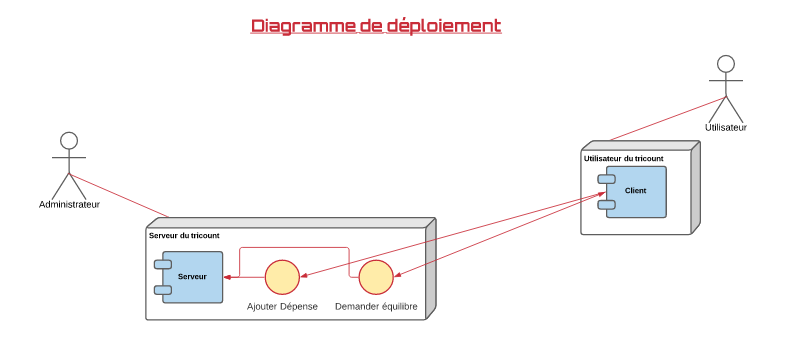 Diagramme de déploiement
Utilisateur
Utilisateur du tricount
Client
Administrateur
Serveur du tricount
Serveur
Ajouter Dépense
Demander équilibre